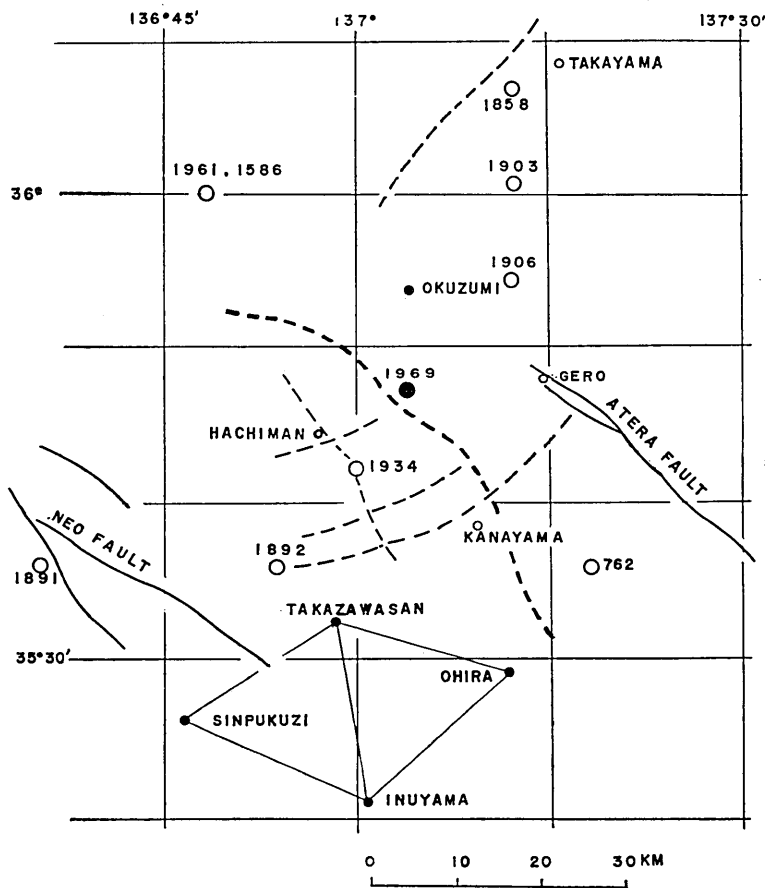 136°45'
137°
137°30'
TAKAYAMA
1858
1961, 1586
1903
36°
1906
OKUZUMI
1969
GERO
ATERA FAULT
HACHIMAN
1934
NEO FAULT
KANAYAMA
1892
762
1891
TAKAZAWASAN
35°30'
OHIRA
SINPUKUZI
INUYAMA
0 10 20 30 KM